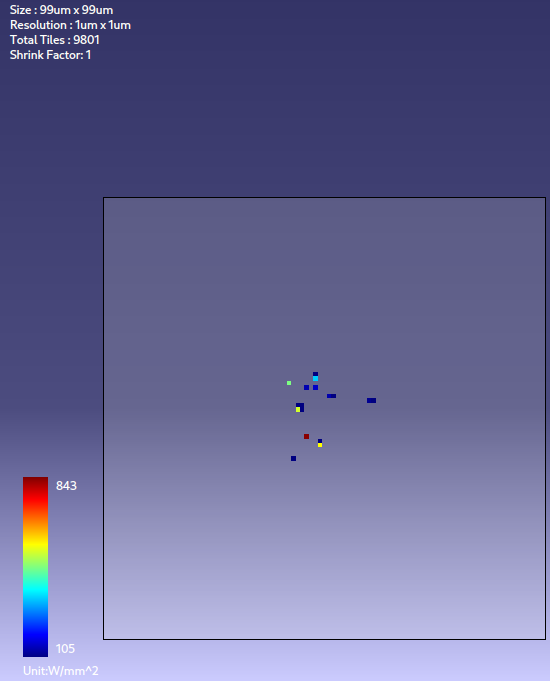 Size : 99um x 99um
Resolution : 1um x 1um
Total Tiles : 9801
Shrink Factor: 1
843
105
Unit:W/mm^2